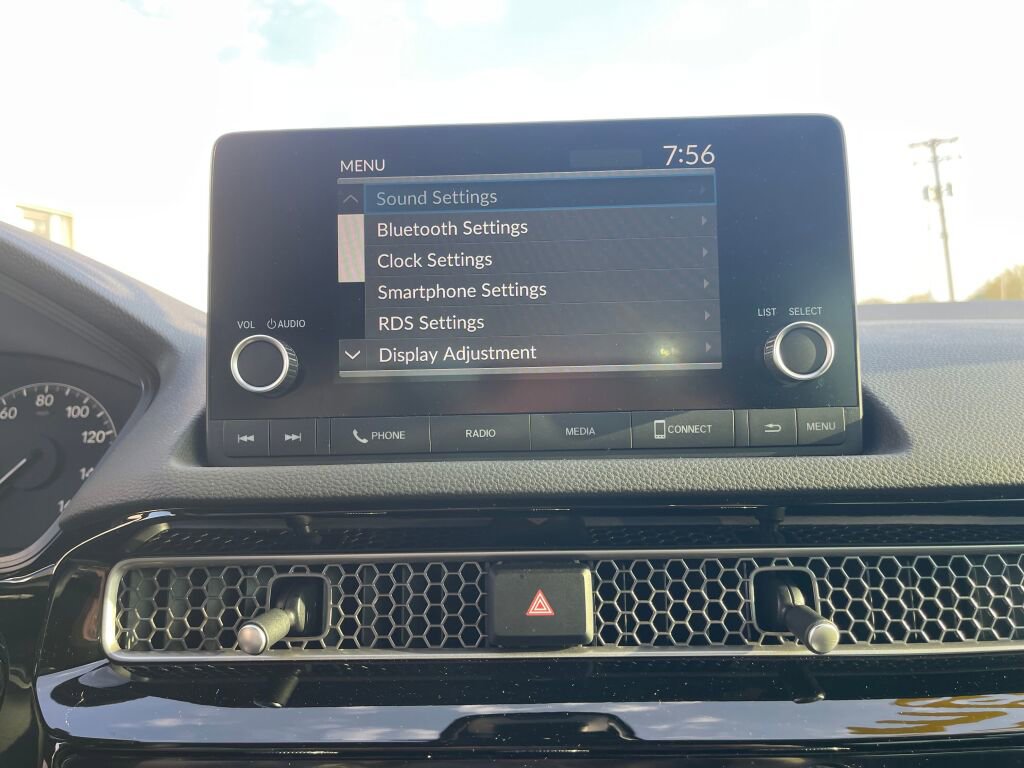 MENU 7:56
Sound Settings
Bluetooth Settings
Clock Settings
Smartphone Settings
RDS Settings
Display Adjustment
VOL AUDIO
LIST SELECT
PHONE RADIO MEDIA CONNECT MENU
60 80 100
120